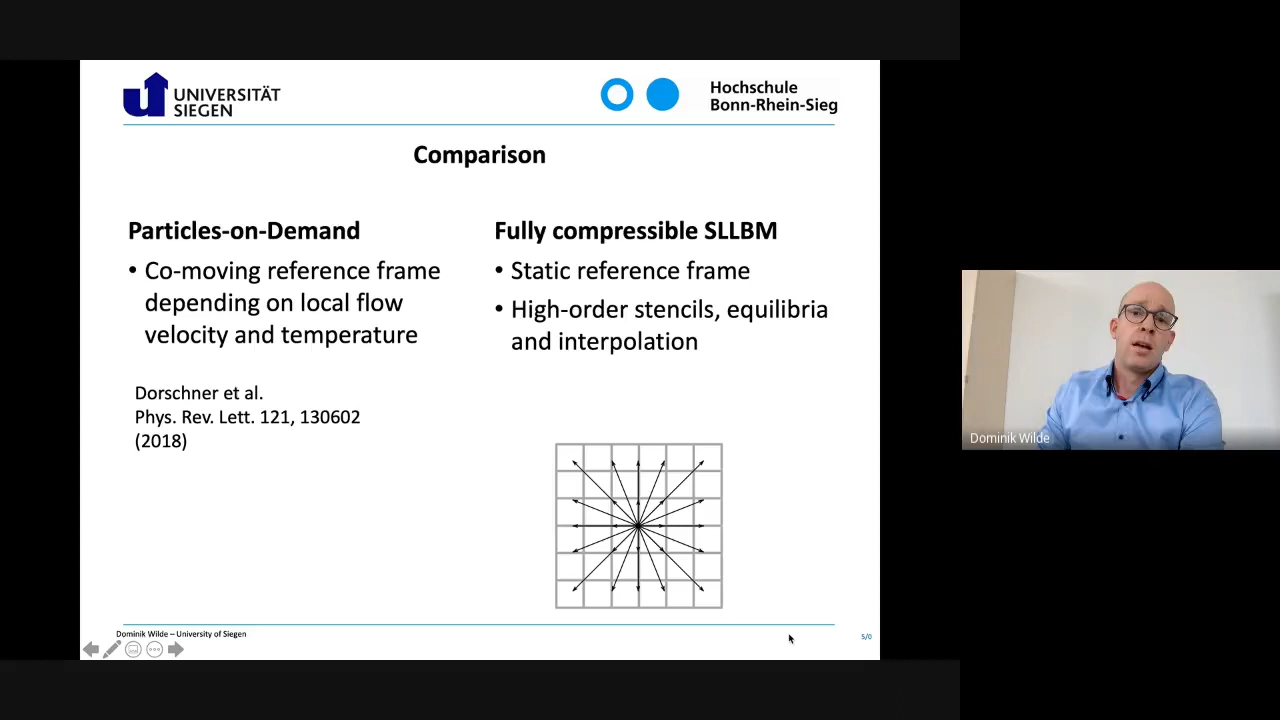 UNIVERSITÄT
SIEGEN
Hochschule
Bonn-Rhein-Sieg
Comparison
Particles-on-Demand
• Co-moving reference frame
depending on local flow
velocity and temperature
Dorschner et al.
Phys. Rev. Lett. 121, 130602
(2018)
Fully compressible SLLBM
• Static reference frame
• High-order stencils, equilibria
and interpolation
Dominik Wilde – University of Siegen
5/0
Dominik Wilde